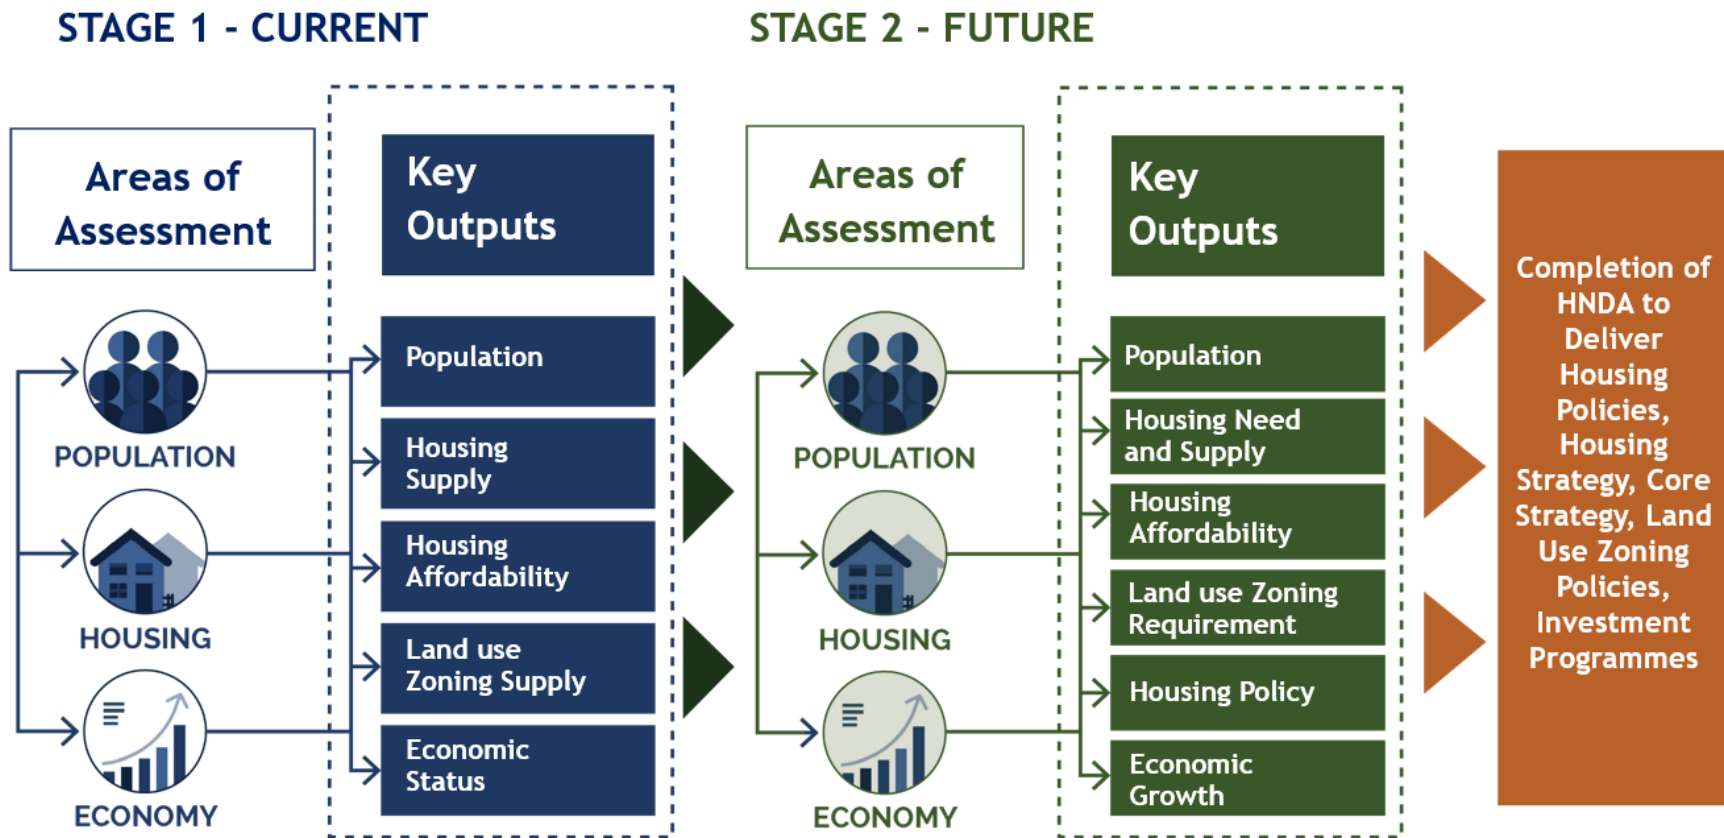 STAGE 1 - CURRENT
Areas of
Assessment
Key
Outputs
POPULATION
HOUSING
ECONOMY
Population
Housing
Supply
Housing
Affordability
Land use
Zoning Supply
Economic
Status
STAGE 2 - FUTURE
Areas of
Assessment
Key
Outputs
POPULATION
HOUSING
ECONOMY
Population
Housing Need
and Supply
Housing
Affordability
Land use Zoning
Requirement
Housing Policy
Economic
Growth
Completion of
HNDA to
Deliver
Housing
Policies,
Housing
Strategy, Core
Strategy, Land
Use Zoning
Policies,
Investment
Programmes